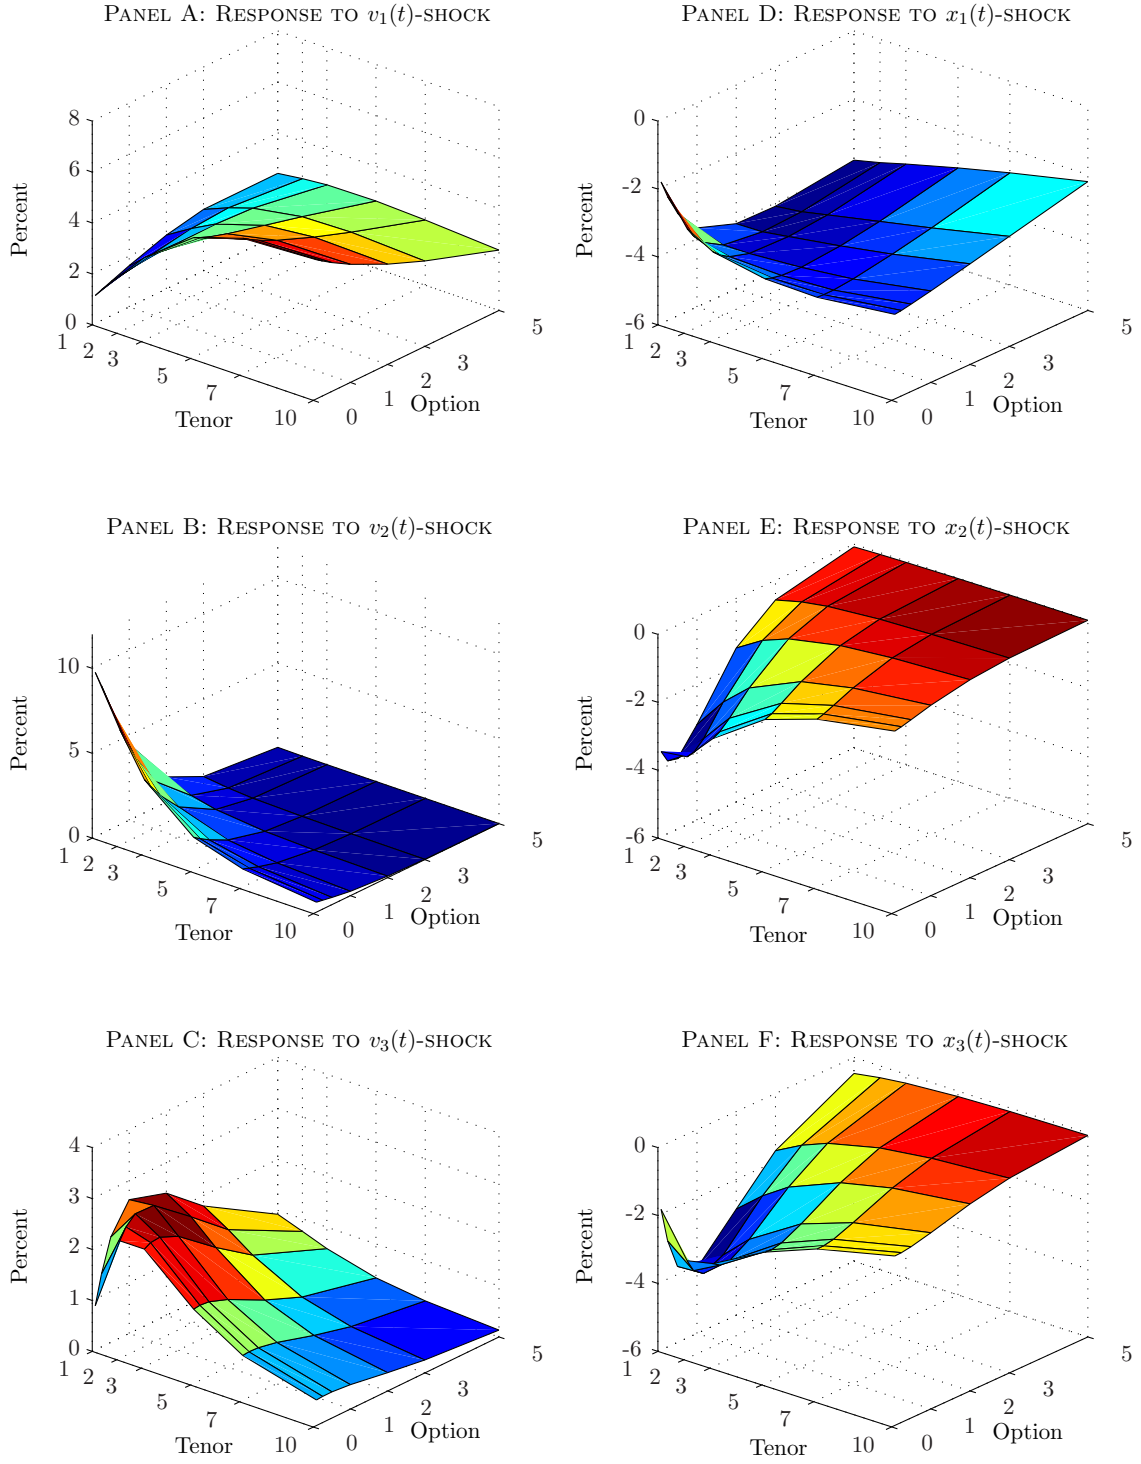 PANEL A: RESPONSE TO v₁(t)-SHOCK
8
6
4
2
0
Percent
1 2 3 5 7 10
Tenor
0 1 2 3 5
Option
PANEL D: RESPONSE TO x₁(t)-SHOCK
0
-2
-4
-6
Percent
1 2 3 5 7 10
Tenor
0 1 2 3 5
Option
PANEL B: RESPONSE TO v₂(t)-SHOCK
10
5
0
Percent
1 2 3 5 7 10
Tenor
0 1 2 3 5
Option
PANEL E: RESPONSE TO x₂(t)-SHOCK
0
-2
-4
-6
Percent
1 2 3 5 7 10
Tenor
0 1 2 3 5
Option
PANEL C: RESPONSE TO v₃(t)-SHOCK
4
3
2
1
0
Percent
1 2 3 5 7 10
Tenor
0 1 2 3 5
Option
PANEL F: RESPONSE TO x₃(t)-SHOCK
0
-2
-4
-6
Percent
1 2 3 5 7 10
Tenor
0 1 2 3 5
Option